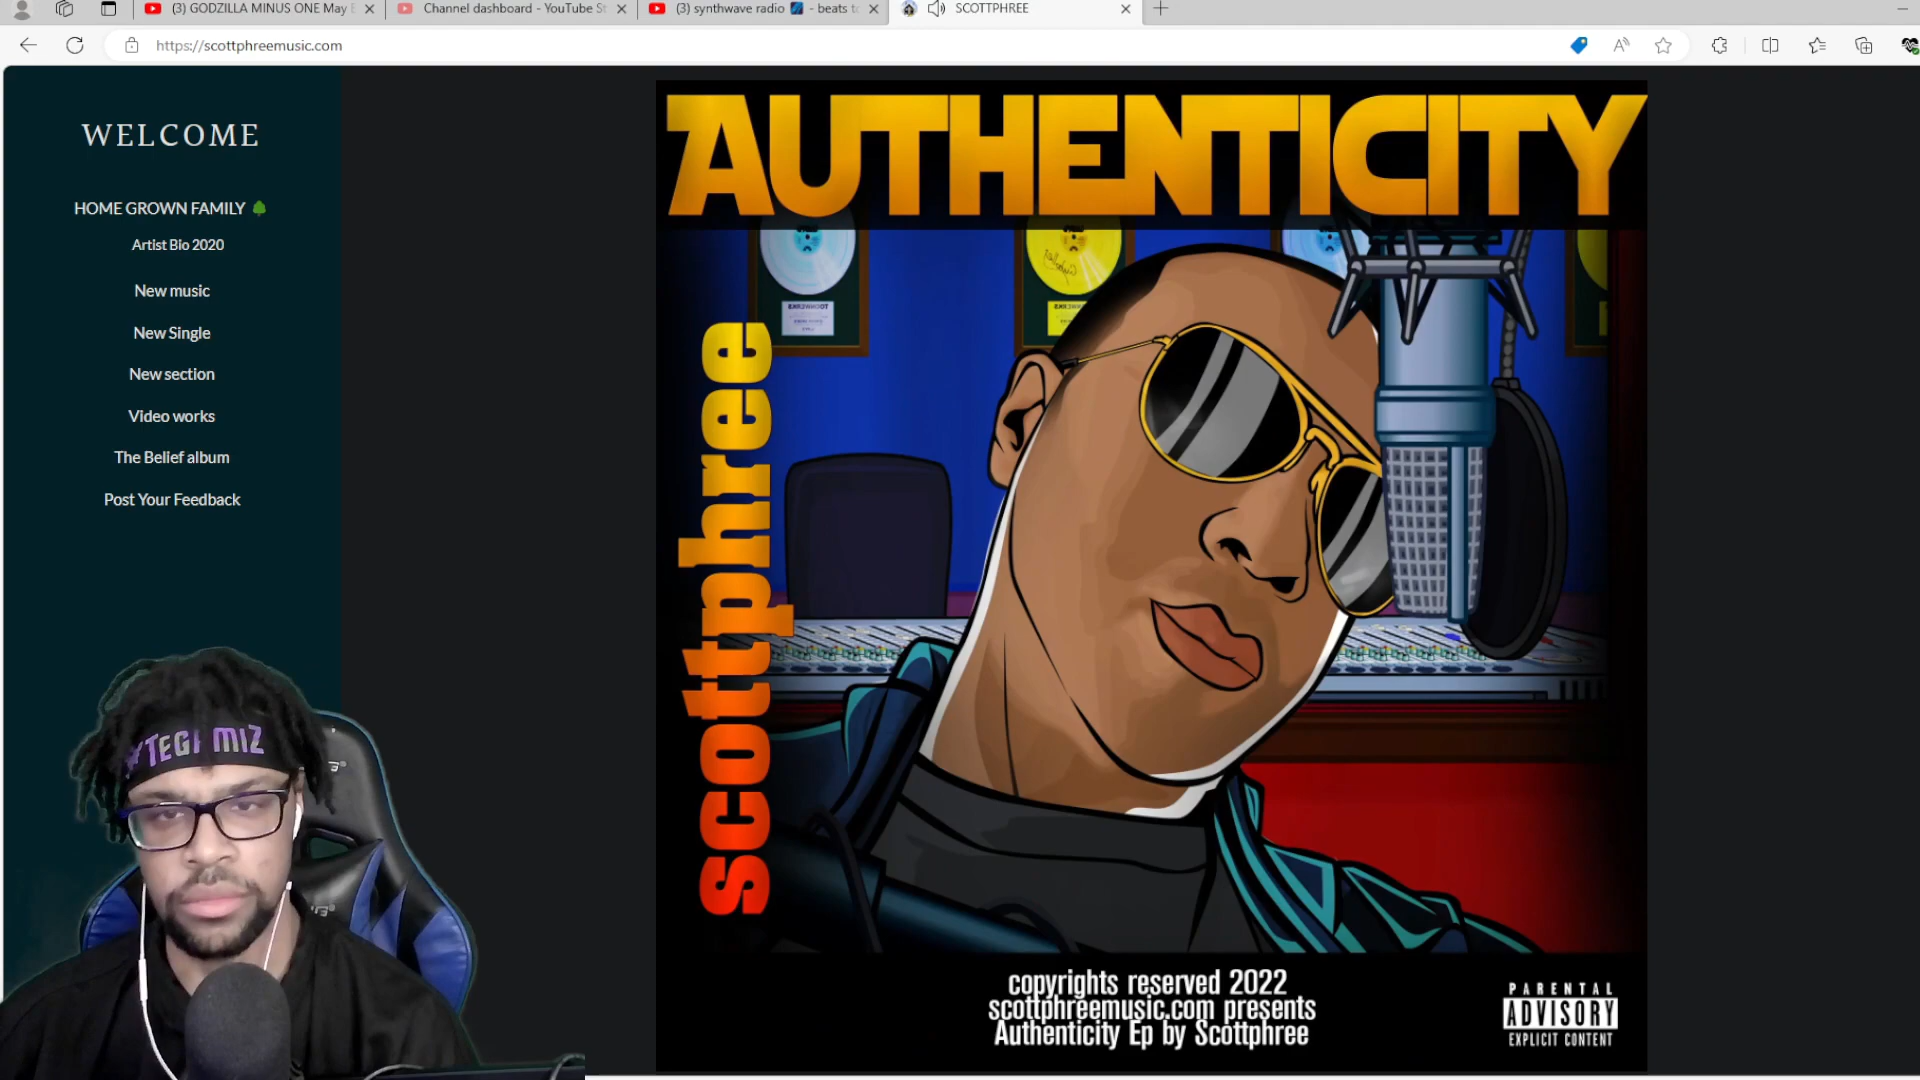 (3) GODZILLA MINUS ONE May
Channel dashboard - YouTube St
(3) synthwave radio 🌌 - beats to
SCOTTPHREE
https://scottphreemusic.com
WELCOME
HOME GROWN FAMILY 🌳
Artist Bio 2020
New music
New Single
New section
Video works
The Belief album
Post Your Feedback
AUTHENTICITY
scottphree
copyrights reserved 2022
scottphreemusic.com presents
Authenticity Ep by Scottphree
PARENTAL
ADVISORY
EXPLICIT CONTENT
MIZ